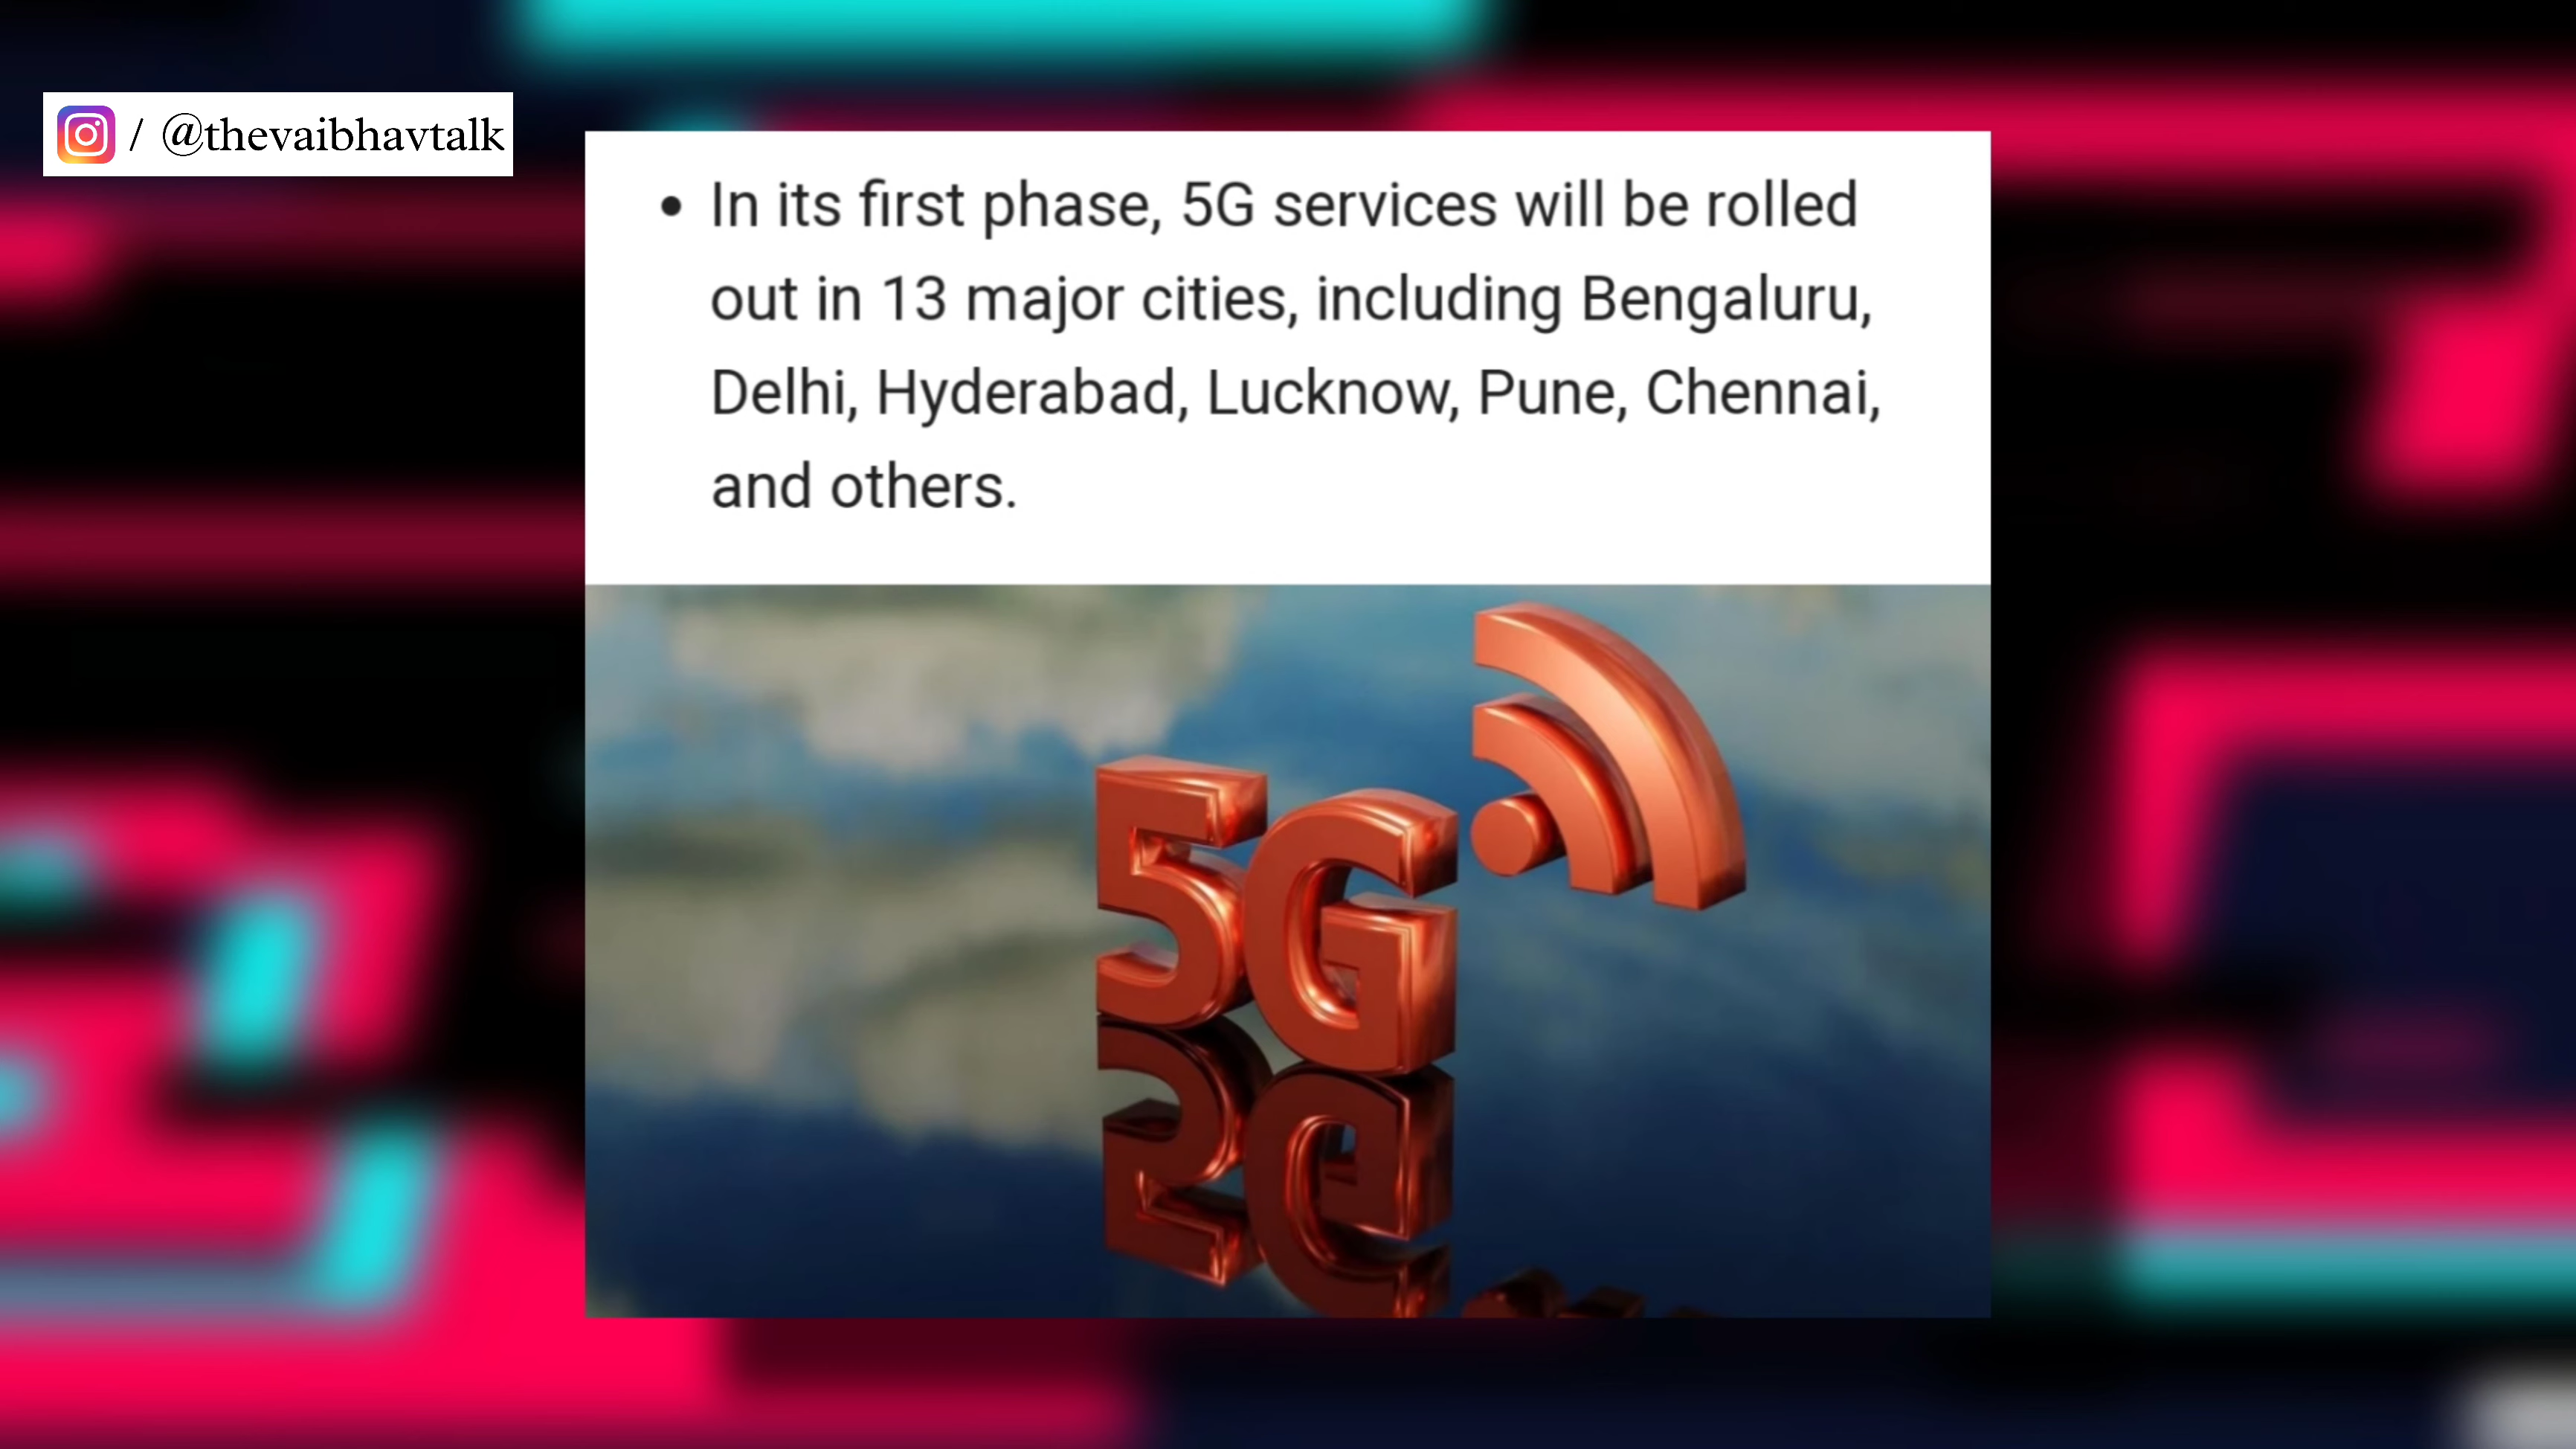 / @thevaibhavtalk
• In its first phase, 5G services will be rolled
out in 13 major cities, including Bengaluru,
Delhi, Hyderabad, Lucknow, Pune, Chennai,
and others.
5G